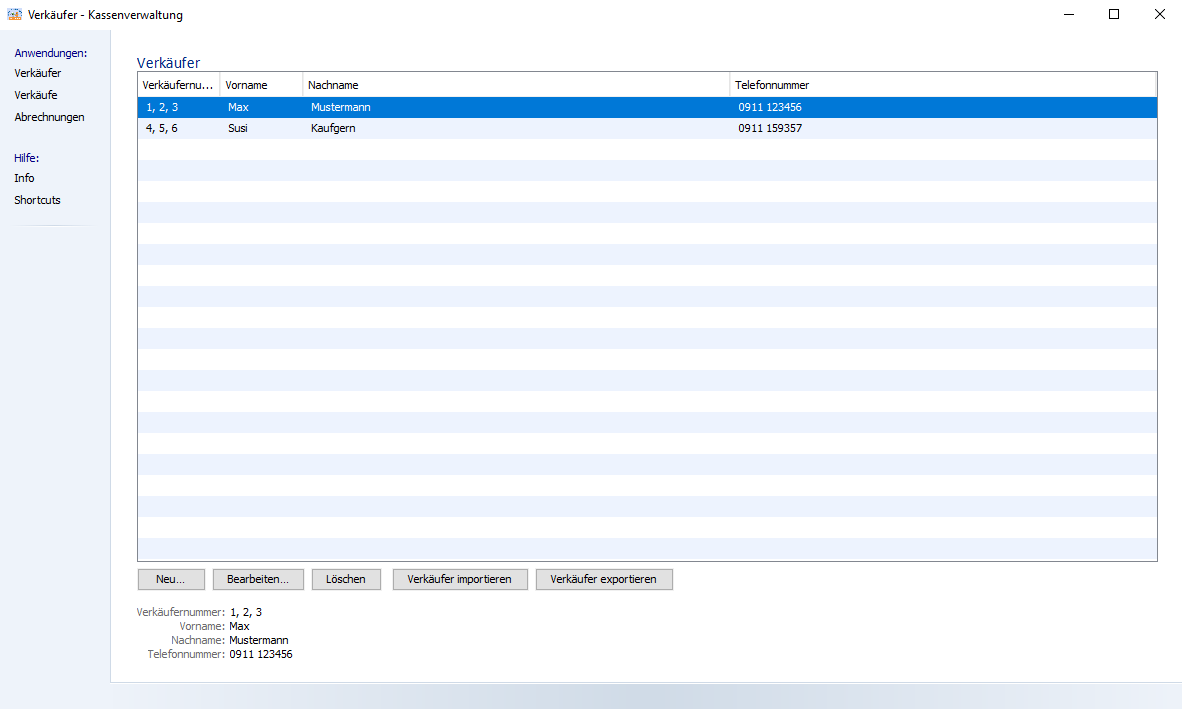 Verkäufer - Kassenverwaltung
Anwendungen:
Verkäufer
Verkäufe
Abrechnungen
Hilfe:
Info
Shortcuts
Verkäufer
Verkäufernu... Vorname Nachname Telefonnummer
1, 2, 3 Max Mustermann 0911 123456
4, 5, 6 Susi Kaufgern 0911 159357
Neu... Bearbeiten... Löschen Verkäufer importieren Verkäufer exportieren
Verkäufernummer: 1, 2, 3
Vorname: Max
Nachname: Mustermann
Telefonnummer: 0911 123456